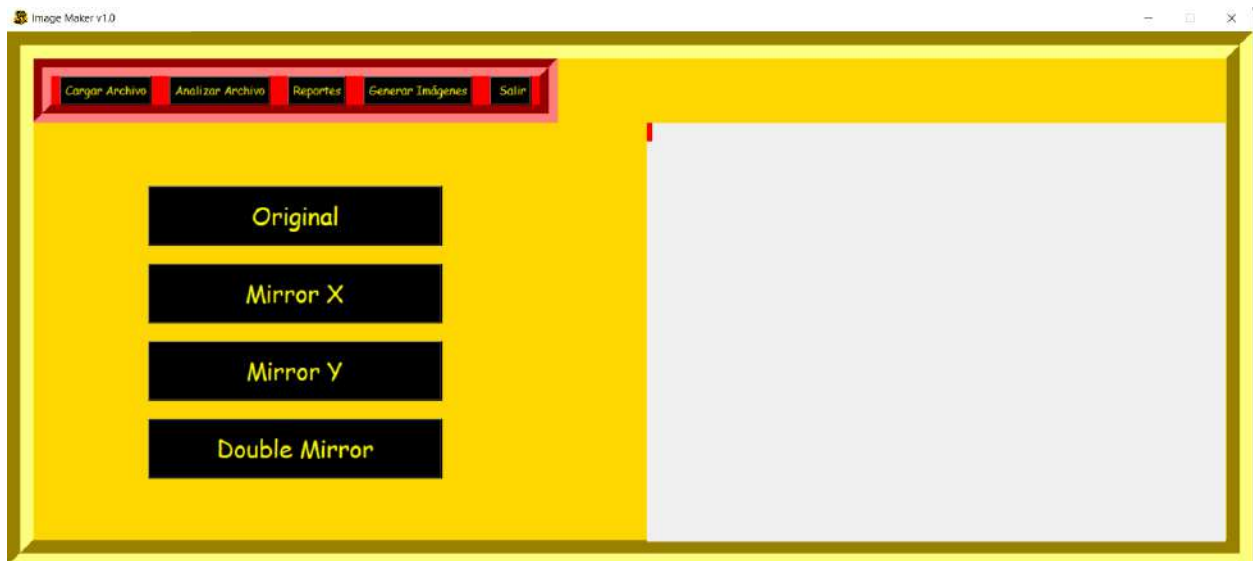 Image Maker v1.0
Cargar Archivo Analizar Archivo Reportes Generar Imágenes Salir
Original
Mirror X
Mirror Y
Double Mirror